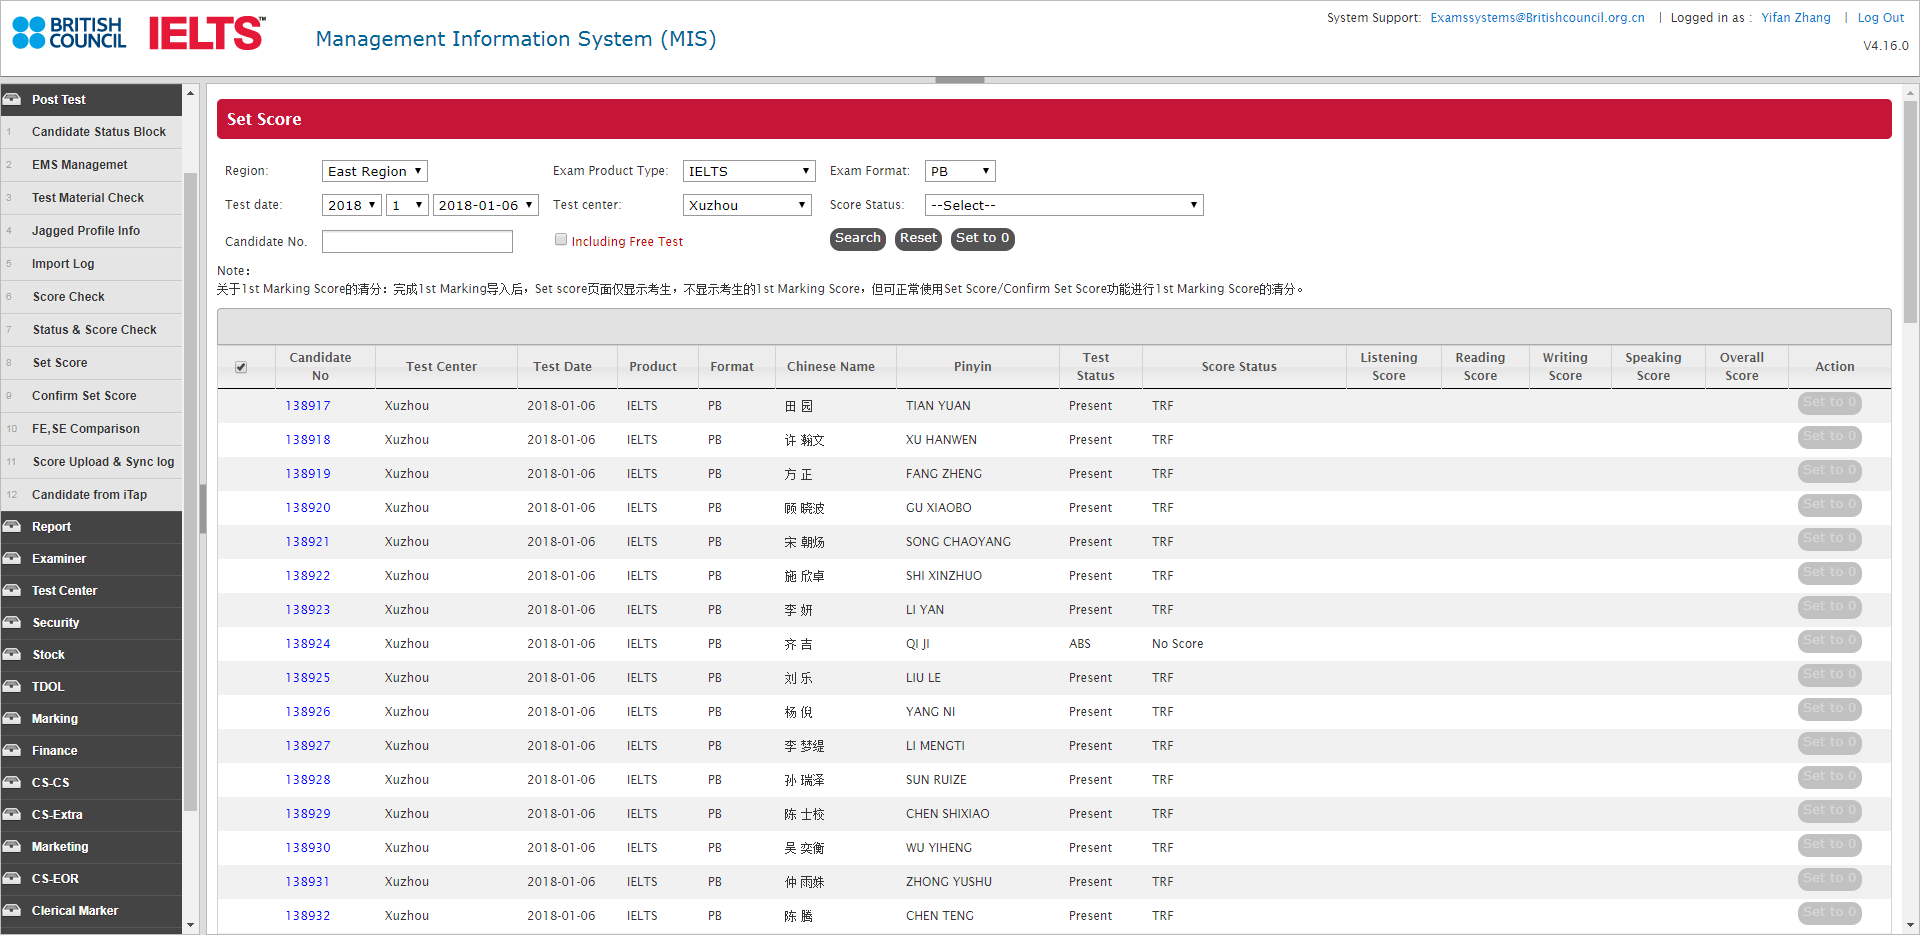 BRITISH COUNCIL
IELTS™
Management Information System (MIS)
System Support: Examssystems@Britishcouncil.org.cn | Logged in as : Yifan Zhang | Log Out
V4.16.0
Post Test
1 Candidate Status Block
2 EMS Managemet
3 Test Material Check
4 Jagged Profile Info
5 Import Log
6 Score Check
7 Status & Score Check
8 Set Score
9 Confirm Set Score
10 FE,SE Comparison
11 Score Upload & Sync log
12 Candidate from iTap
Report
Examiner
Test Center
Security
Stock
TDOL
Marking
Finance
CS-CS
CS-Extra
Marketing
CS-EOR
Clerical Marker
Set Score
Region: East Region Exam Product Type: IELTS Exam Format: PB
Test date: 2018 1 2018-01-06 Test center: Xuzhou Score Status: --Select--
Candidate No. Including Free Test Search Reset Set to 0
Note：
关于1st Marking Score的清分：完成1st Marking导入后，Set score页面仅显示考生，不显示考生的1st Marking Score，但可正常使用Set Score/Confirm Set Score功能进行1st Marking Score的清分。
Candidate No Test Center Test Date Product Format Chinese Name Pinyin Test Status Score Status Listening Score Reading Score Writing Score Speaking Score Overall Score Action
138917 Xuzhou 2018-01-06 IELTS PB 田 园 TIAN YUAN Present TRF Set to 0
138918 Xuzhou 2018-01-06 IELTS PB 许 瀚文 XU HANWEN Present TRF Set to 0
138919 Xuzhou 2018-01-06 IELTS PB 方 正 FANG ZHENG Present TRF Set to 0
138920 Xuzhou 2018-01-06 IELTS PB 顾 晓波 GU XIAOBO Present TRF Set to 0
138921 Xuzhou 2018-01-06 IELTS PB 宋 朝炀 SONG CHAOYANG Present TRF Set to 0
138922 Xuzhou 2018-01-06 IELTS PB 施 欣卓 SHI XINZHUO Present TRF Set to 0
138923 Xuzhou 2018-01-06 IELTS PB 李 妍 LI YAN Present TRF Set to 0
138924 Xuzhou 2018-01-06 IELTS PB 齐 吉 QI JI ABS No Score Set to 0
138925 Xuzhou 2018-01-06 IELTS PB 刘 乐 LIU LE Present TRF Set to 0
138926 Xuzhou 2018-01-06 IELTS PB 杨 倪 YANG NI Present TRF Set to 0
138927 Xuzhou 2018-01-06 IELTS PB 李 梦缇 LI MENGTI Present TRF Set to 0
138928 Xuzhou 2018-01-06 IELTS PB 孙 瑞泽 SUN RUIZE Present TRF Set to 0
138929 Xuzhou 2018-01-06 IELTS PB 陈 士校 CHEN SHIXIAO Present TRF Set to 0
138930 Xuzhou 2018-01-06 IELTS PB 吴 奕衡 WU YIHENG Present TRF Set to 0
138931 Xuzhou 2018-01-06 IELTS PB 仲 雨姝 ZHONG YUSHU Present TRF Set to 0
138932 Xuzhou 2018-01-06 IELTS PB 陈 腾 CHEN TENG Present TRF Set to 0